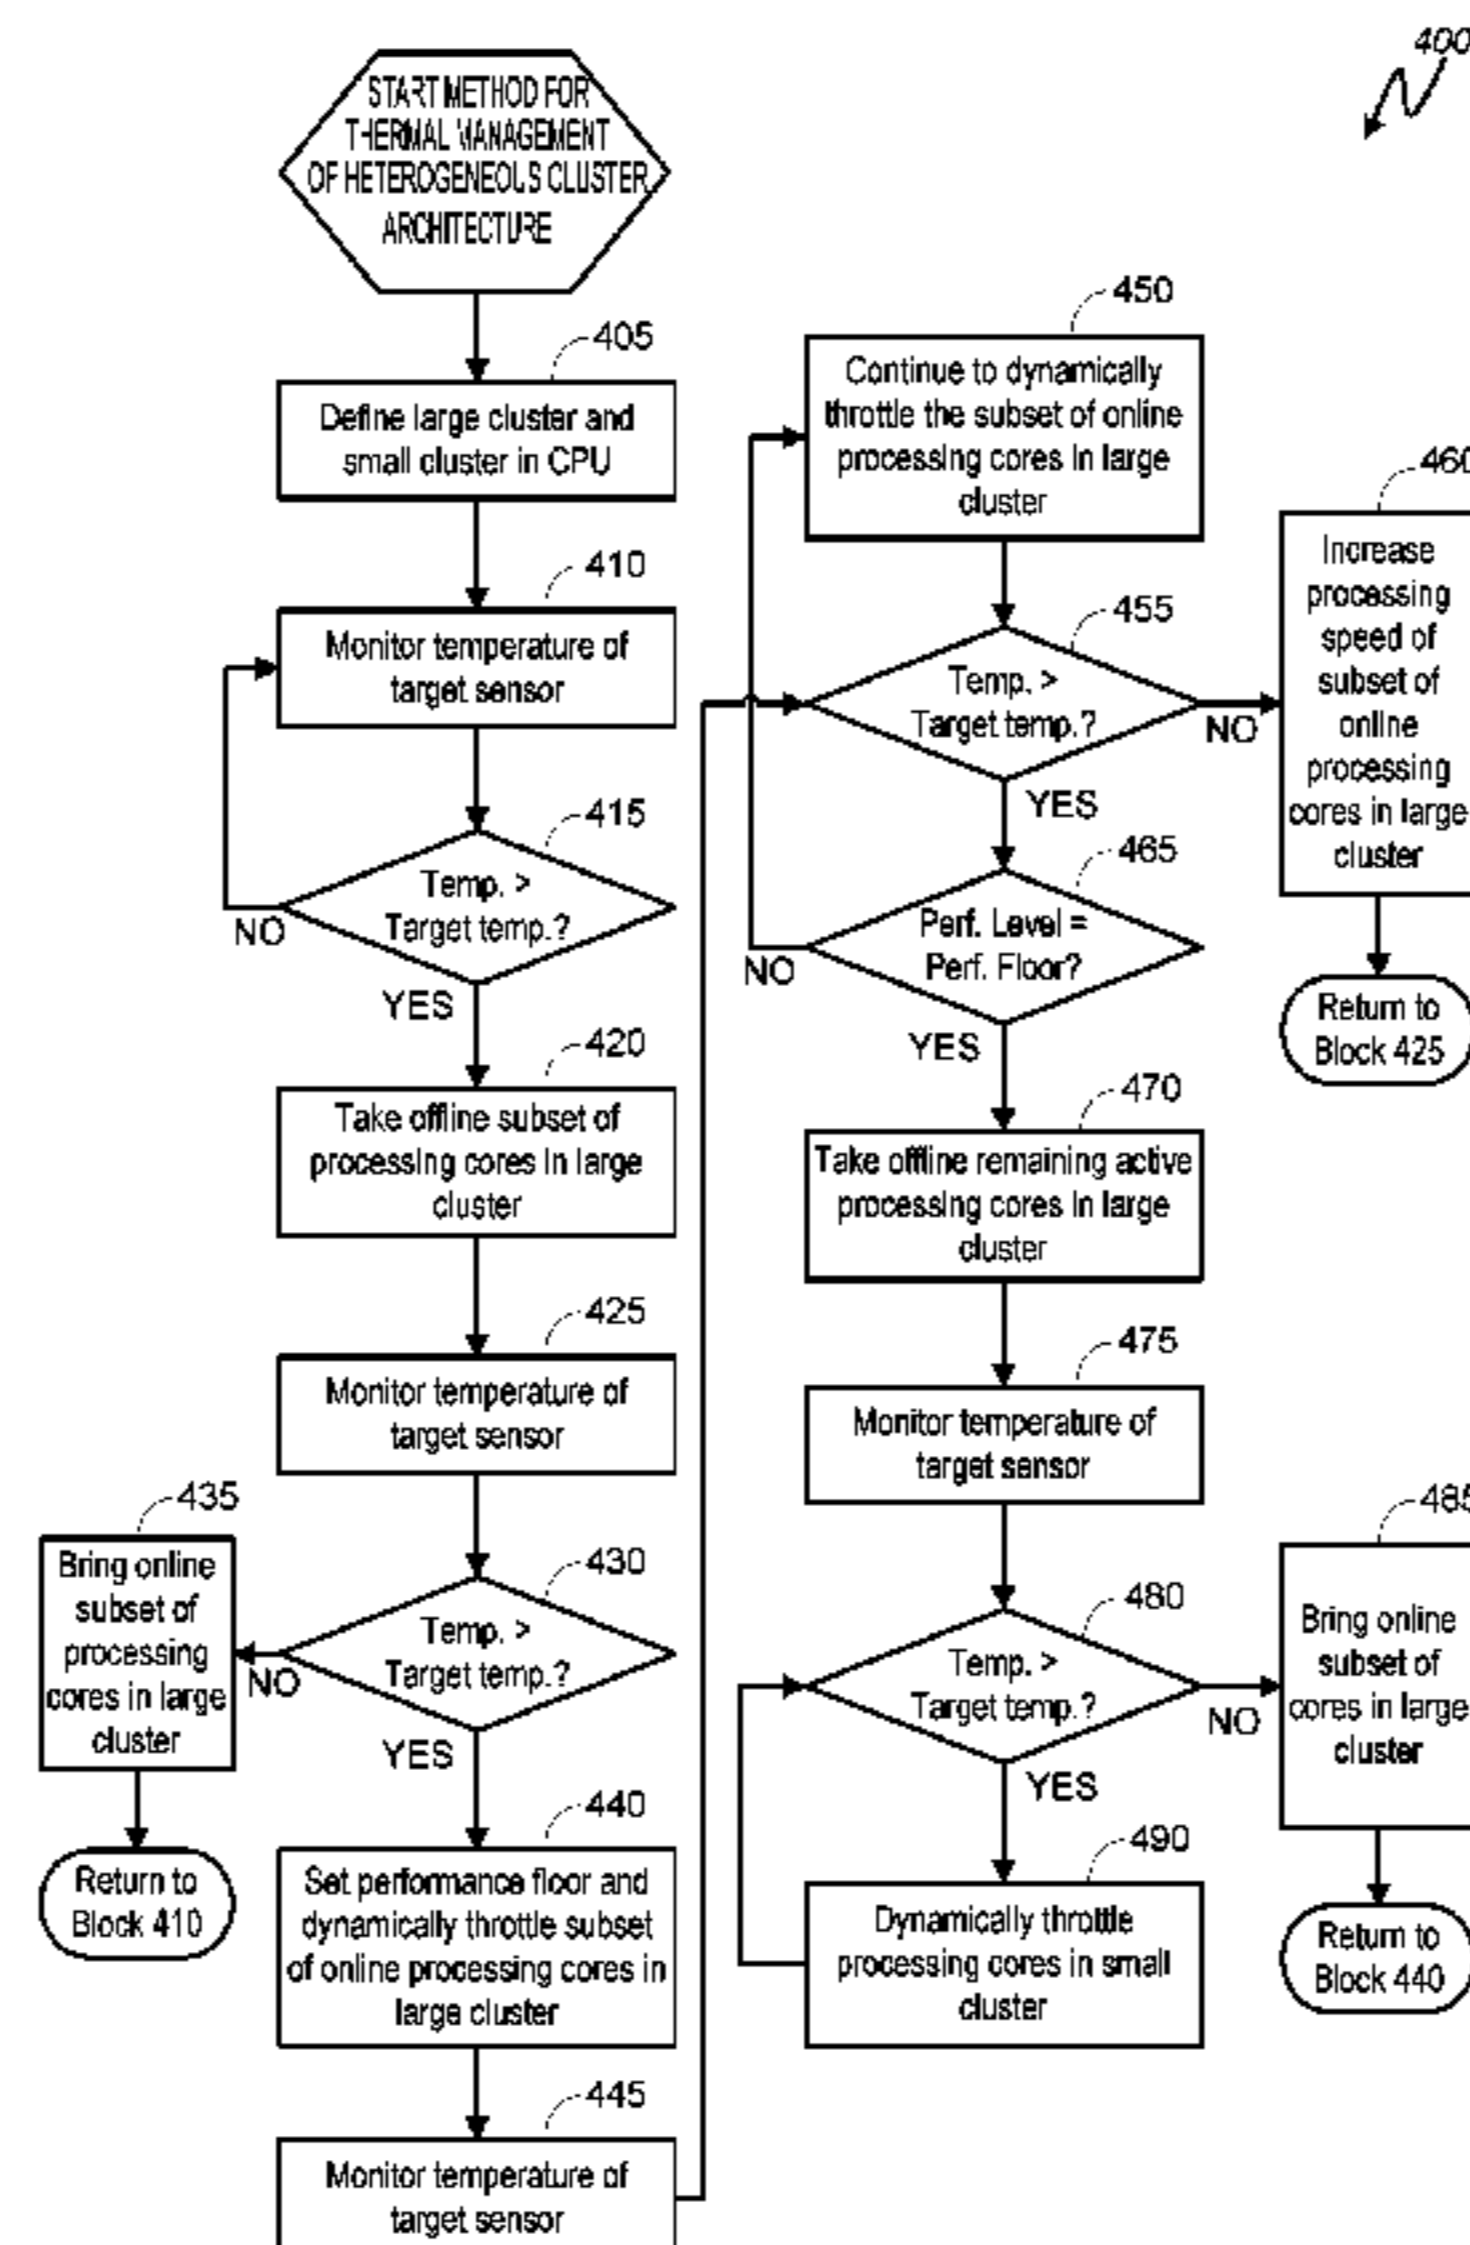 400
START METHOD FOR
THERMAL MANAGEMENT
OF HETEROGENEOUS CLUSTER
ARCHITECTURE
405
Define large cluster and
small cluster in CPU
410
Monitor temperature of
target sensor
415
Temp. >
Target temp.?
NO
YES
420
Take offline subset of
processing cores in large
cluster
425
Monitor temperature of
target sensor
430
Temp. >
Target temp.?
NO
YES
435
Bring online
subset of
processing
cores in large
cluster
Return to
Block 410
440
Set performance floor and
dynamically throttle subset
of online processing cores in
large cluster
445
Monitor temperature of
target sensor
450
Continue to dynamically
throttle the subset of online
processing cores in large
cluster
455
Temp. >
Target temp.?
NO
YES
460
Increase
processing
speed of
subset of
online
processing
cores in large
cluster
Return to
Block 425
465
Perf. Level =
Perf. Floor?
NO
YES
470
Take offline remaining active
processing cores in large
cluster
475
Monitor temperature of
target sensor
480
Temp. >
Target temp.?
NO
YES
485
Bring online
subset of
cores in large
cluster
Return to
Block 440
490
Dynamically throttle
processing cores in small
cluster